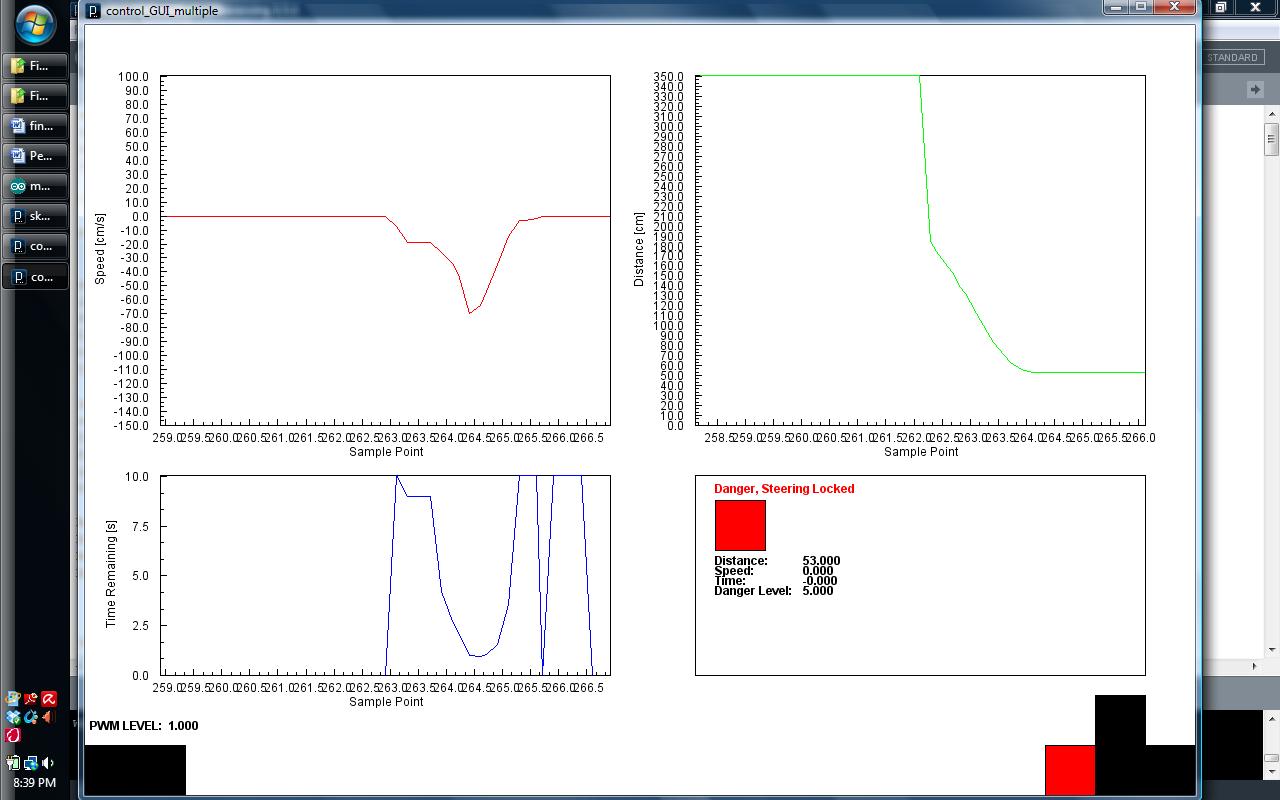 control_GUI_multiple
STANDARD
Fi...
Fi...
fin...
Pe...
m...
sk...
co...
co...
8:39 PM
100.0
90.0
80.0
70.0
60.0
50.0
40.0
30.0
20.0
10.0
0.0
-10.0
-20.0
-30.0
-40.0
-50.0
-60.0
-70.0
-80.0
-90.0
-100.0
-110.0
-120.0
-130.0
-140.0
-150.0
Speed [cm/s]
259.0 259.5 260.0 260.5 261.0 261.5 262.0 262.5 263.0 263.5 264.0 264.5 265.0 265.5 266.0 266.5
Sample Point
350.0
340.0
330.0
320.0
310.0
300.0
290.0
280.0
270.0
260.0
250.0
240.0
230.0
220.0
210.0
200.0
190.0
180.0
170.0
160.0
150.0
140.0
130.0
120.0
110.0
100.0
90.0
80.0
70.0
60.0
50.0
40.0
30.0
20.0
10.0
0.0
Distance [cm]
258.5 259.0 259.5 260.0 260.5 261.0 261.5 262.0 262.5 263.0 263.5 264.0 264.5 265.0 265.5 266.0
Sample Point
10.0
7.5
5.0
2.5
0.0
Time Remaining [s]
259.0 259.5 260.0 260.5 261.0 261.5 262.0 262.5 263.0 263.5 264.0 264.5 265.0 265.5 266.0 266.5
Sample Point
Danger, Steering Locked
Distance: 53.000
Speed: 0.000
Time: -0.000
Danger Level: 5.000
PWM LEVEL: 1.000